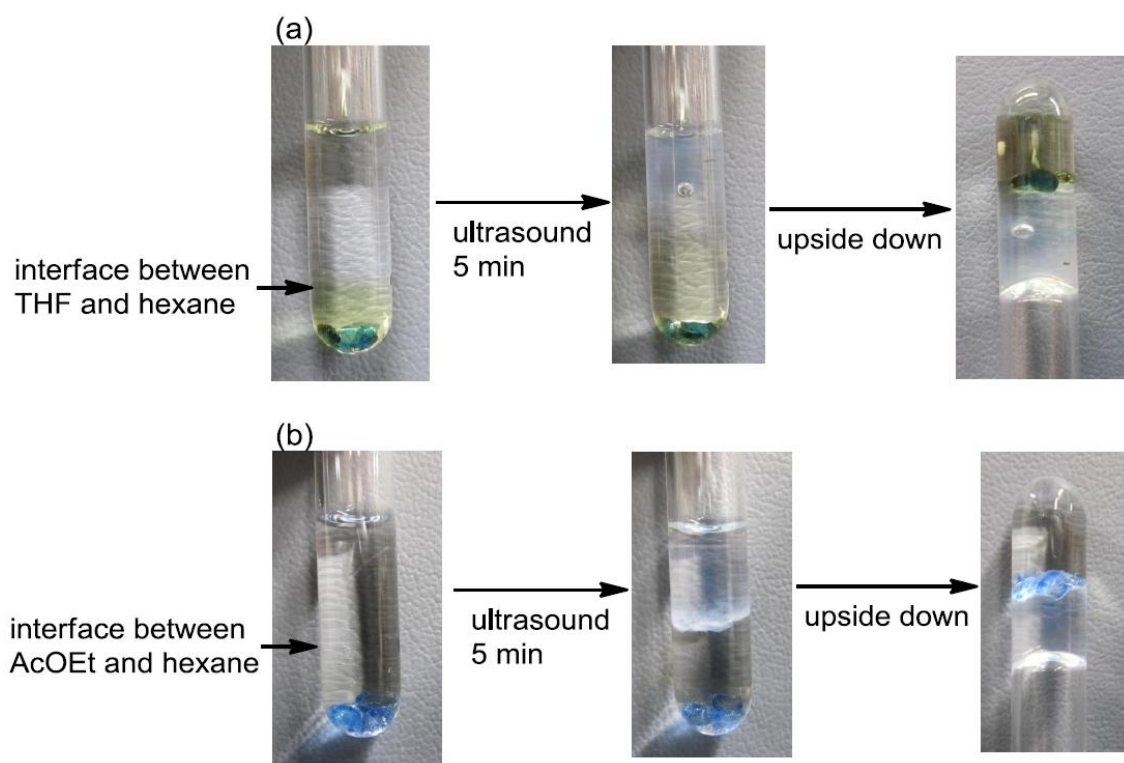 (a)
interface between
THF and hexane
ultrasound
5 min
upside down
(b)
interface between
AcOEt and hexane
ultrasound
5 min
upside down